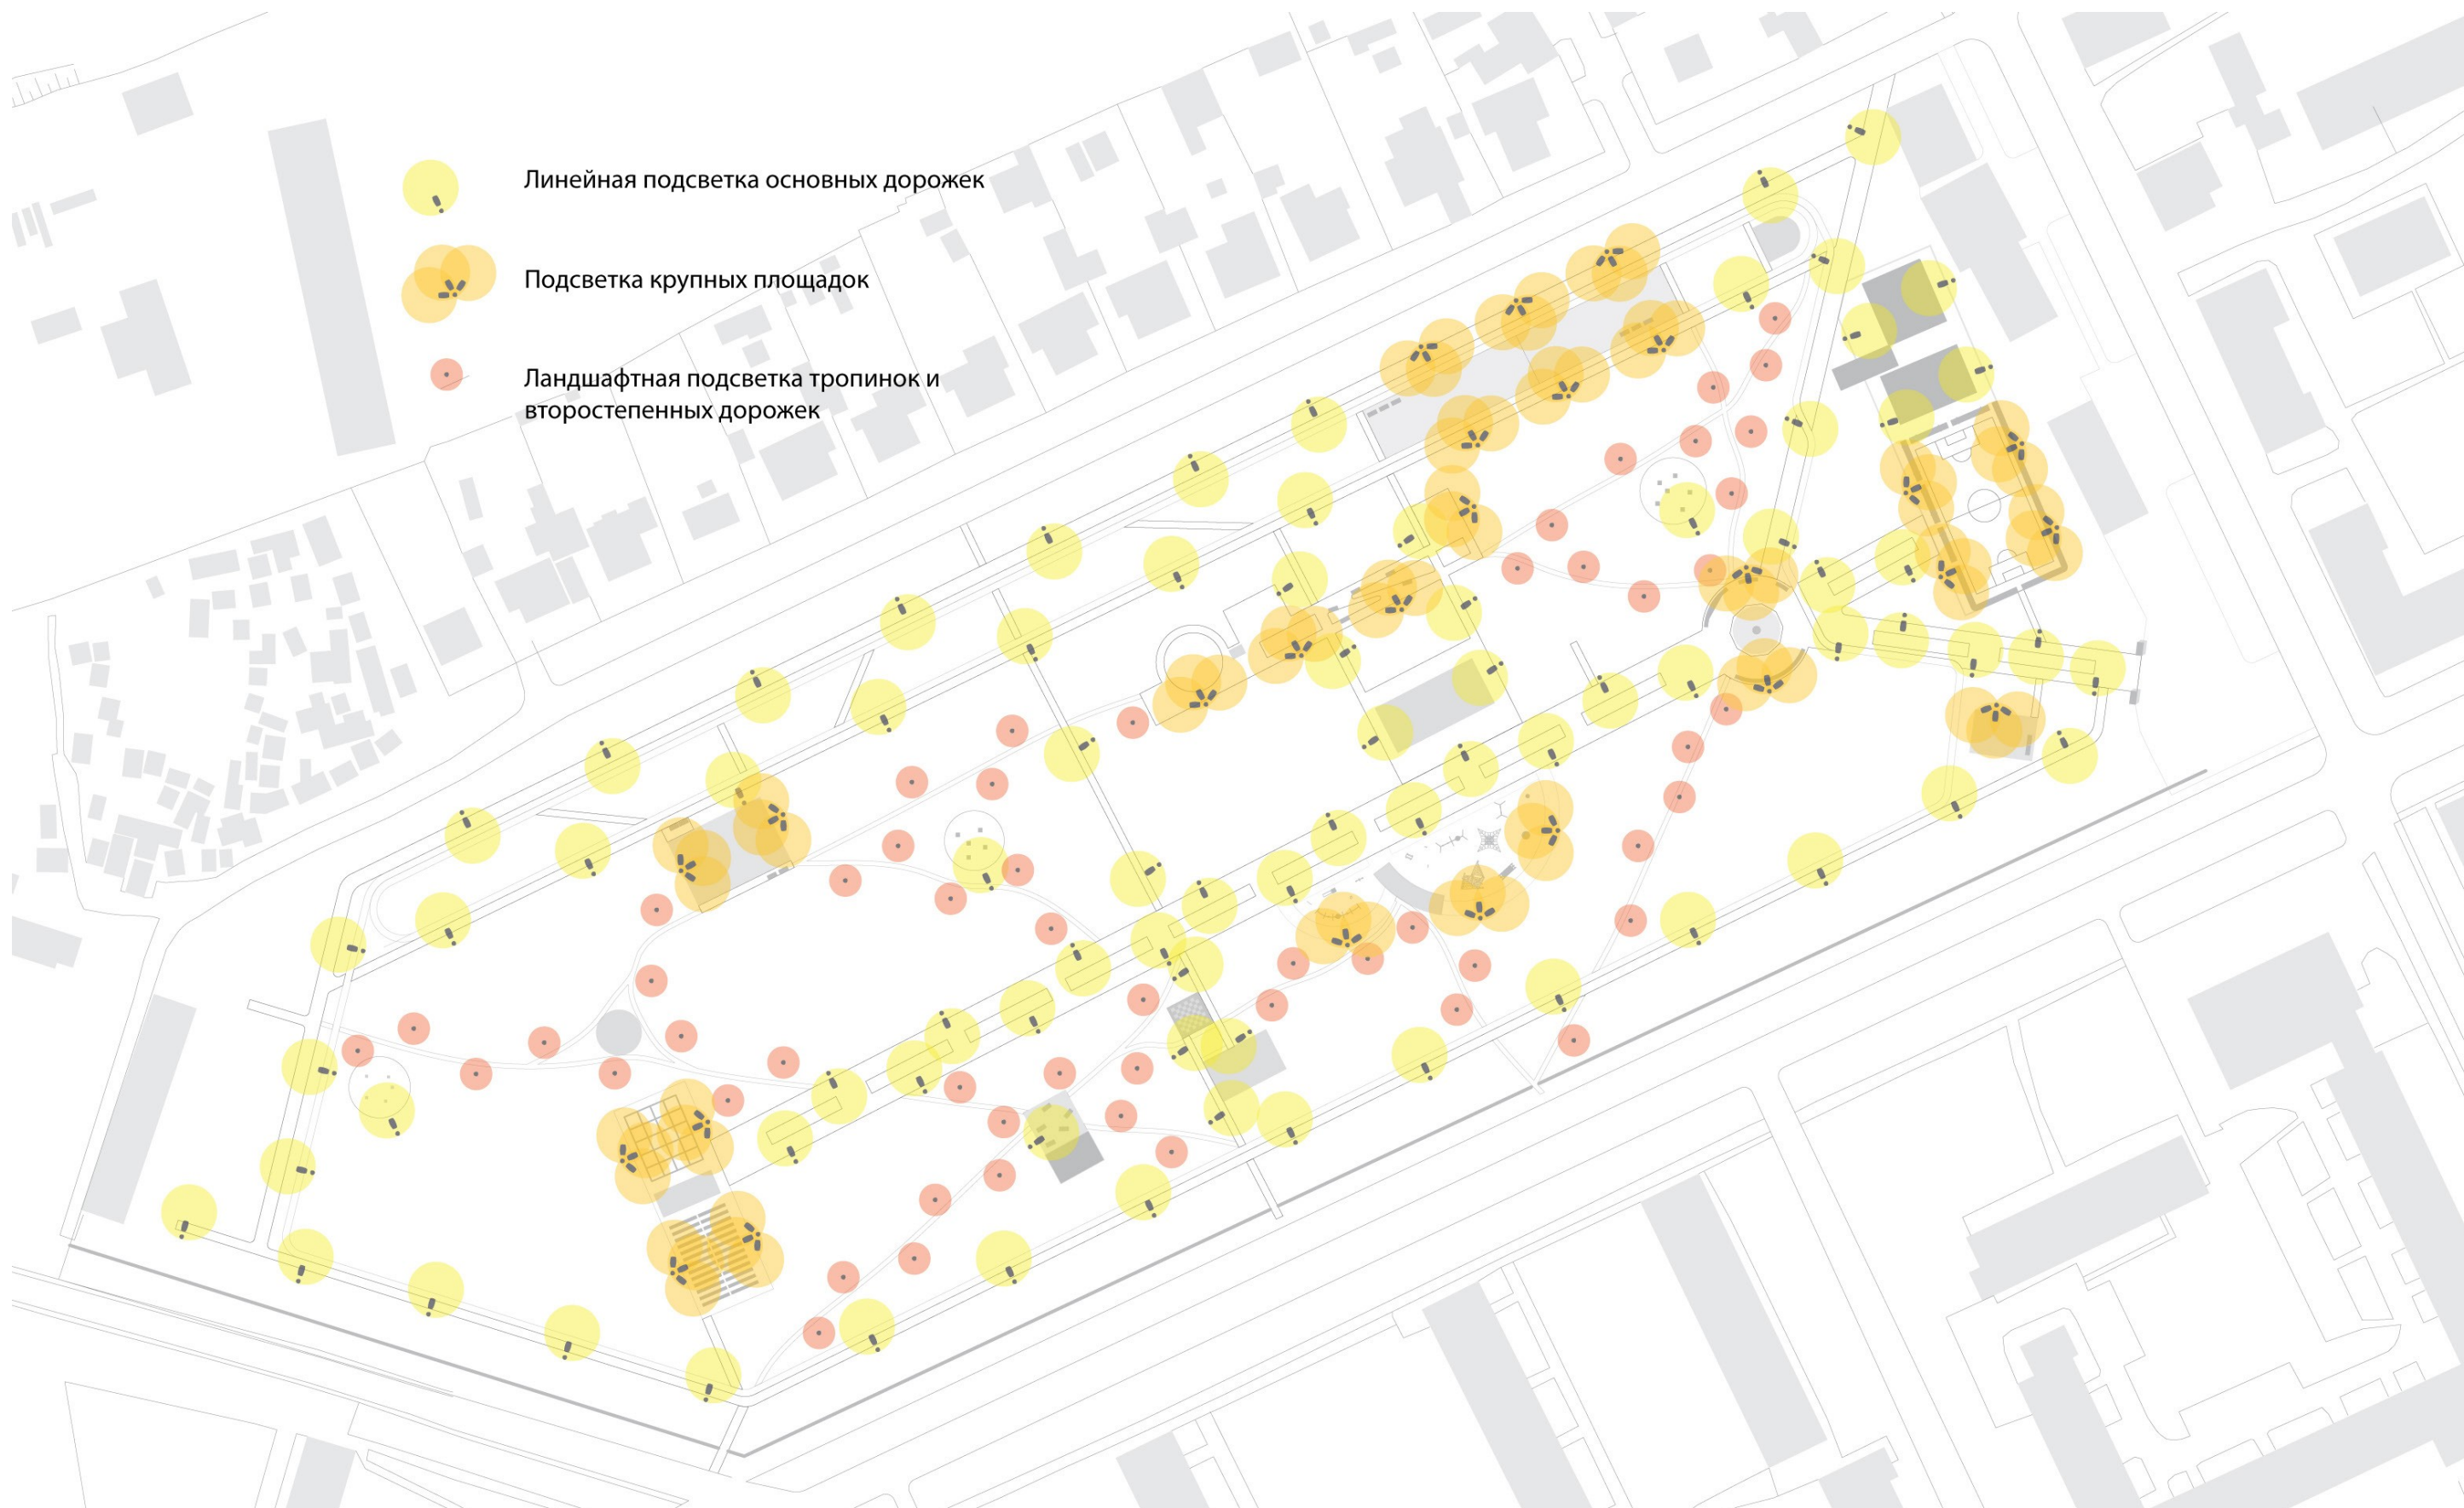 Линейная подсветка основных дорожек
Подсветка крупных площадок
Ландшафтная подсветка тропинок и
второстепенных дорожек